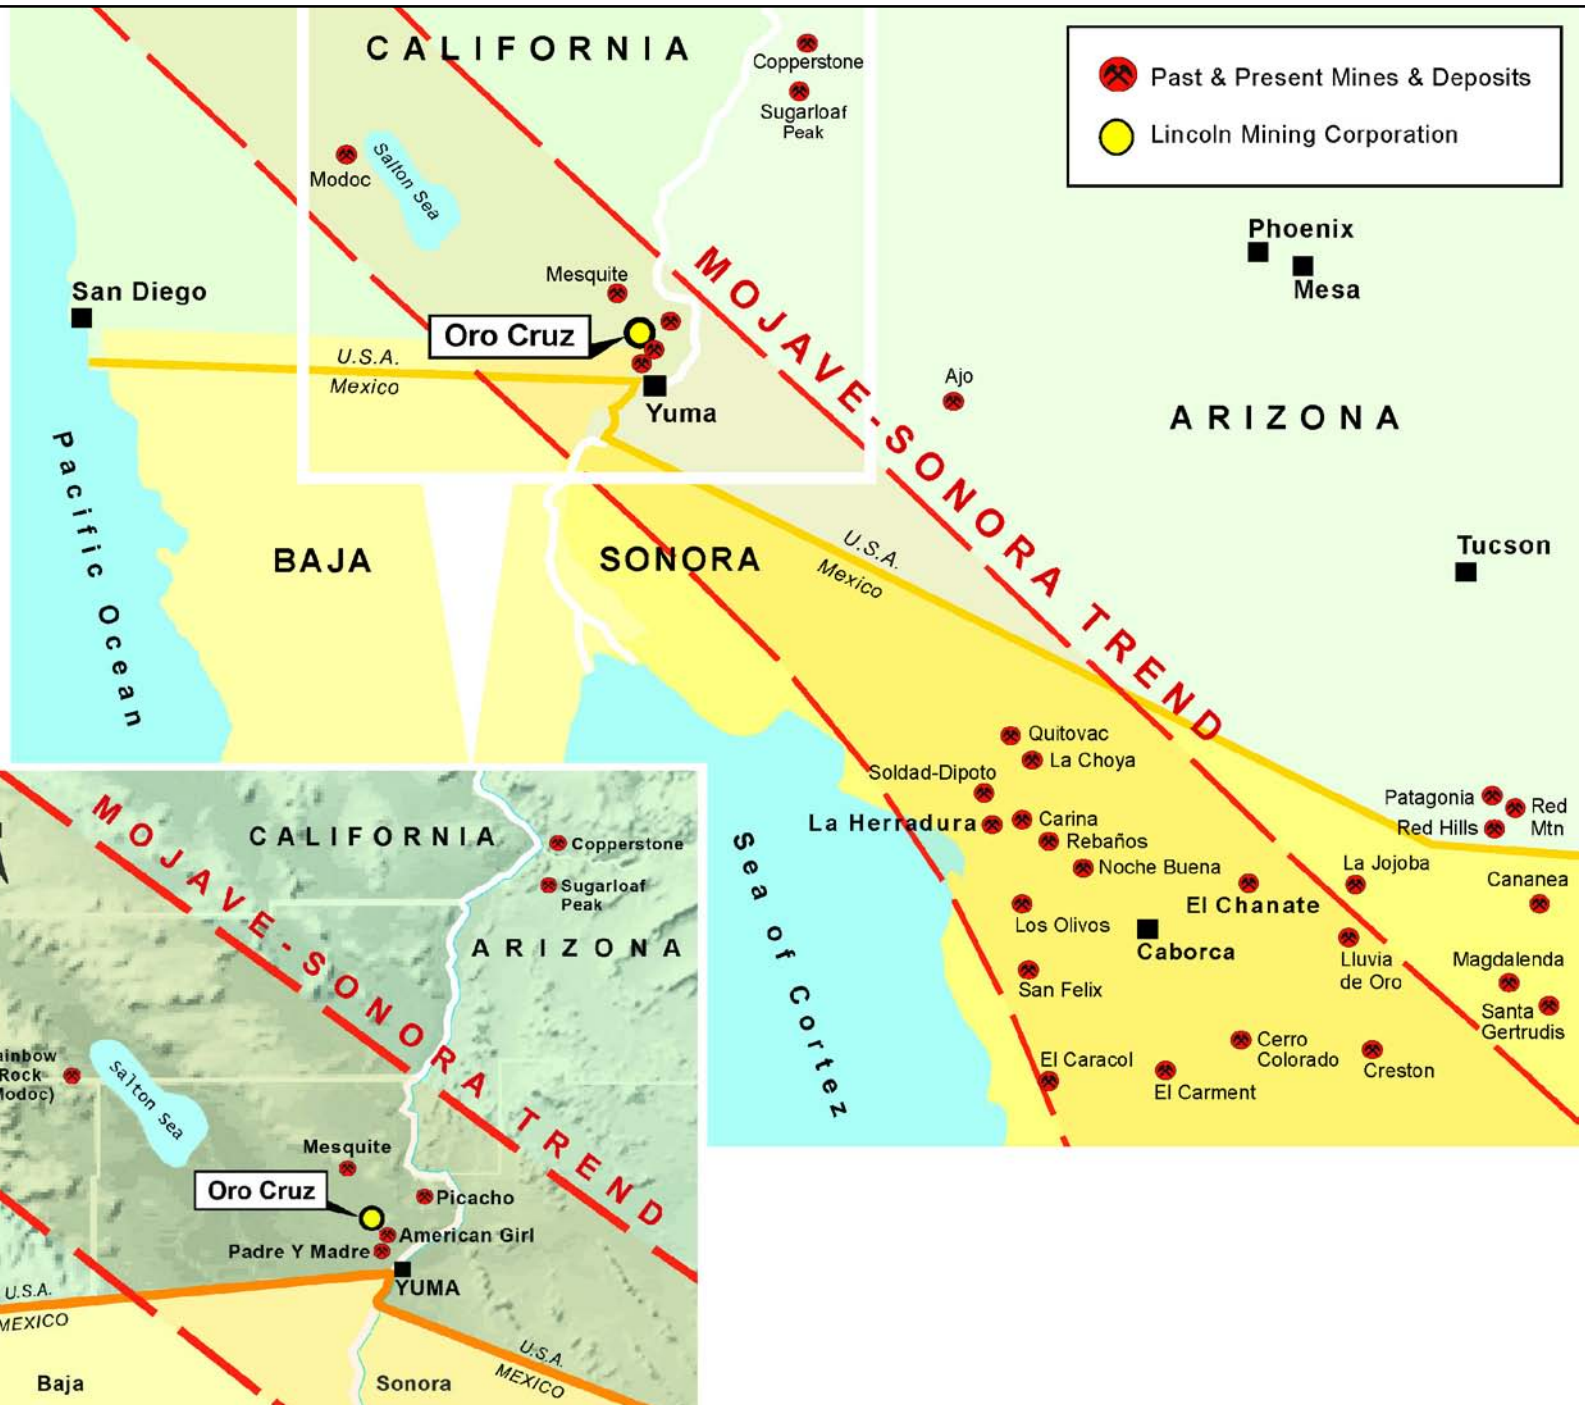 CALIFORNIA
Copperstone
Sugarloaf
Peak
Past & Present Mines & Deposits
Lincoln Mining Corporation
Modoc
Salton Sea
Phoenix
Mesa
San Diego
Mesquite
MOJAVE-SONORA TREND
Oro Cruz
U.S.A.
Mexico
Yuma
Ajo
ARIZONA
Pacific Ocean
BAJA
SONORA
U.S.A.
Mexico
Tucson
Quitovac
La Choya
Soldad-Dipoto
La Herradura
Carina
Rebaños
Noche Buena
Patagonia
Red
Mtn
Red Hills
La Jojoba
Cananea
El Chanate
Los Olivos
Caborca
Lluvia
de Oro
Magdalenda
San Felix
Santa
Gertrudis
Sea of Cortez
El Caracol
El Carment
Cerro
Colorado
Creston
MOJAVE-SONORA TREND
CALIFORNIA
Copperstone
Sugarloaf
Peak
ARIZONA
ainbow
Rock
Modoc)
Salton Sea
Mesquite
Oro Cruz
Picacho
American Girl
Padre Y Madre
YUMA
U.S.A.
MEXICO
U.S.A.
MEXICO
Baja
Sonora